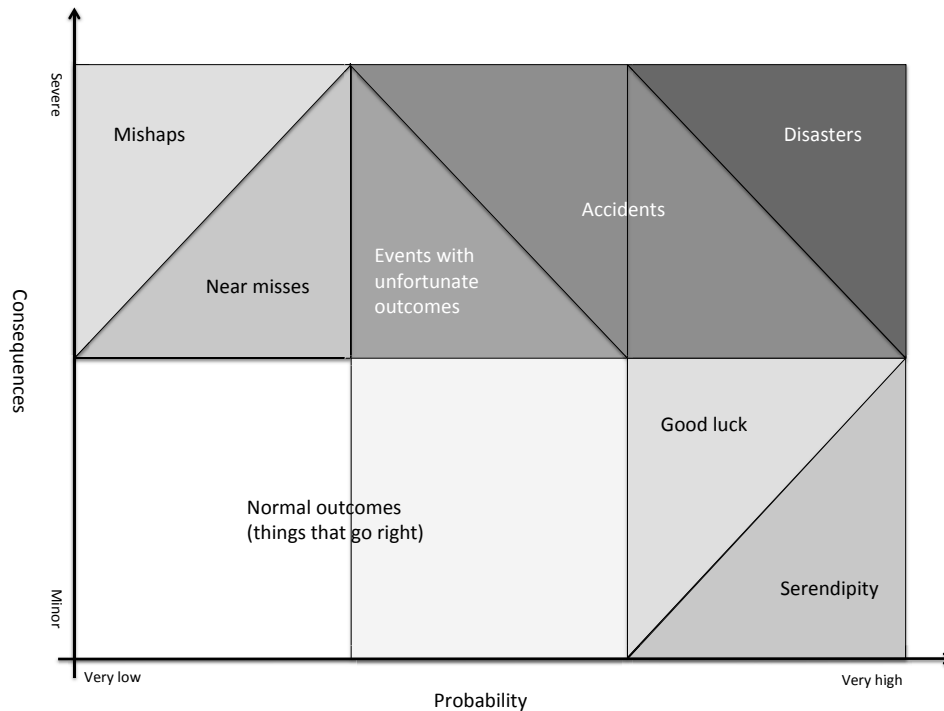 Severe
Mishaps
Disasters
Accidents
Events with
unfortunate
outcomes
Near misses
Consequences
Good luck
Normal outcomes
(things that go right)
Serendipity
Minor
Very low
Very high
Probability